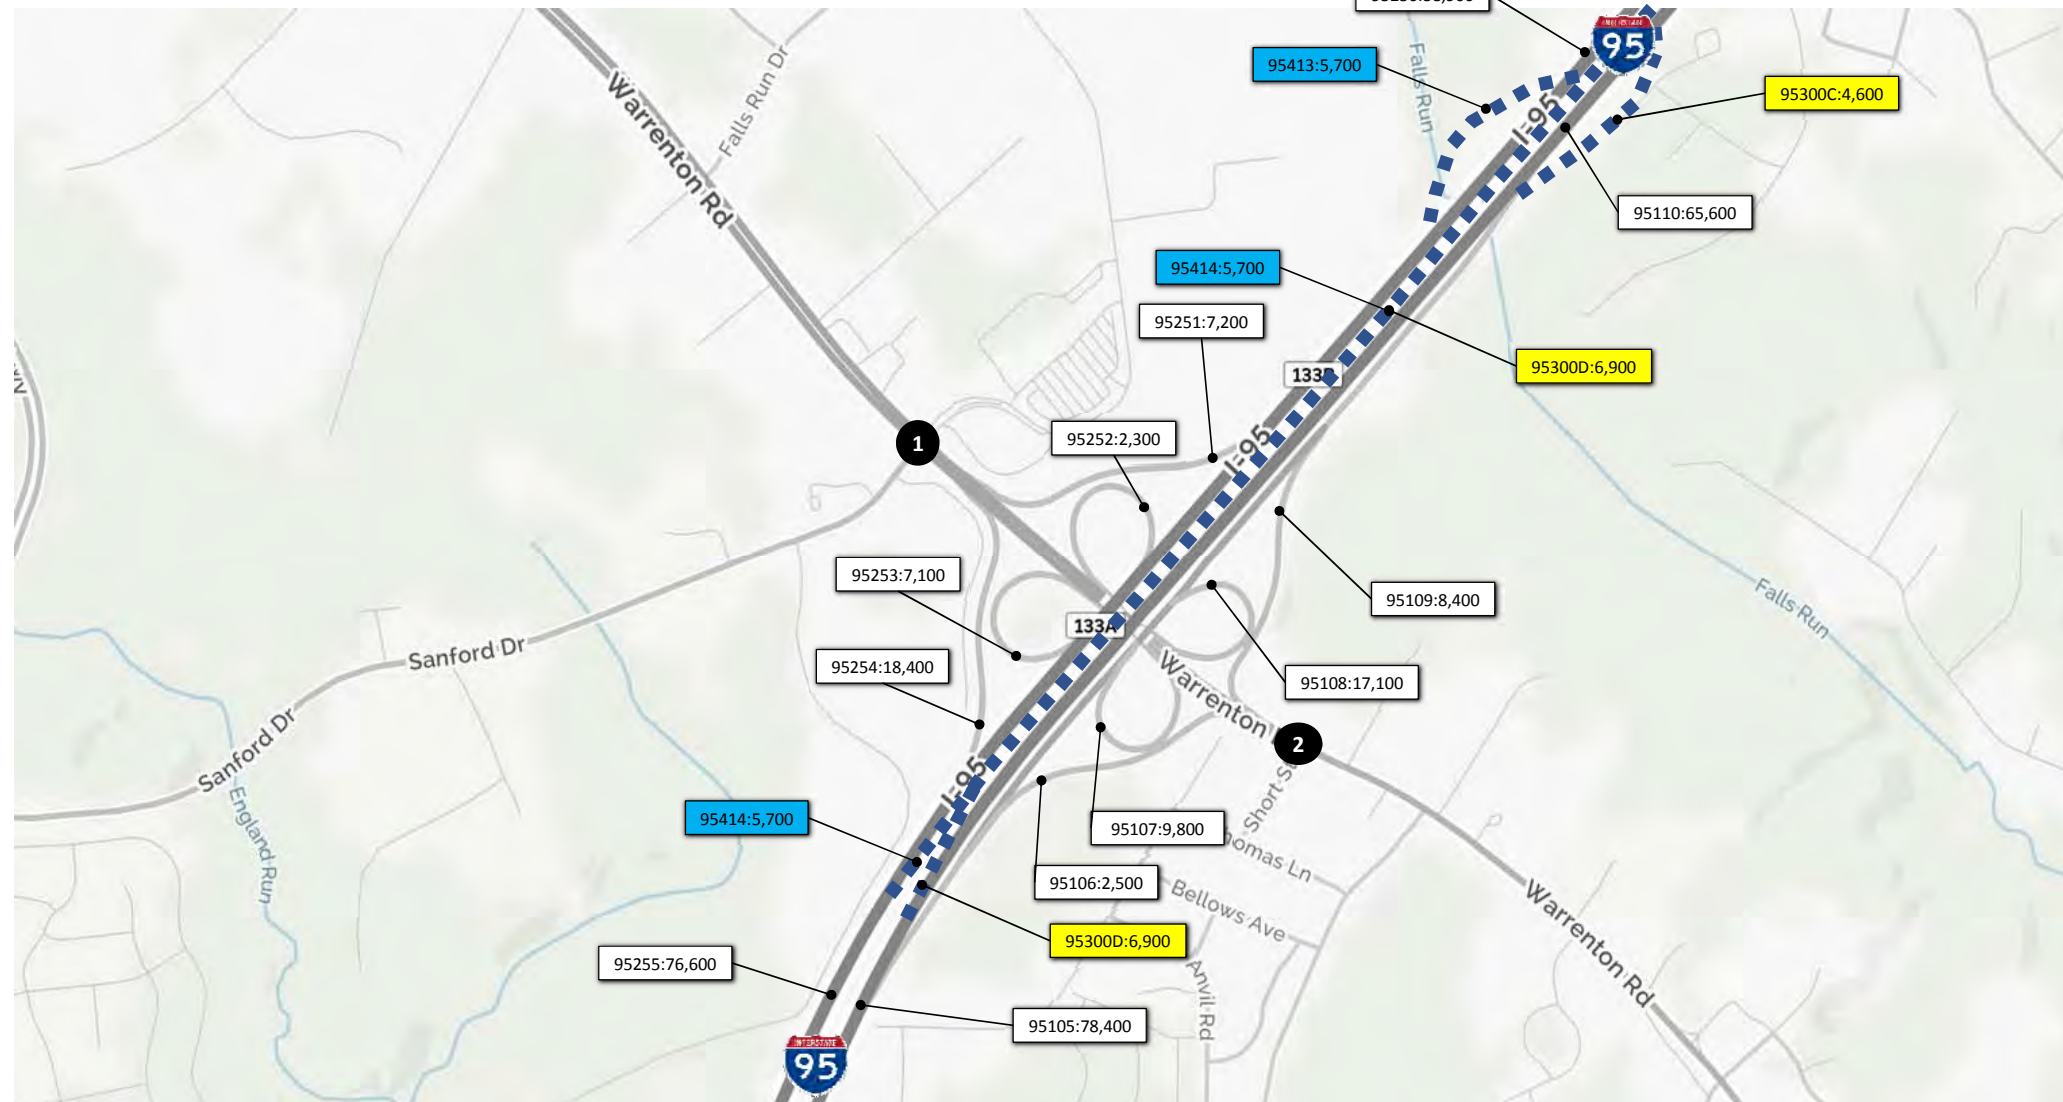 95
95413:5,700
95300C:4,600
Falls Run Dr
Falls Run
Warrenton Rd
I-95
95110:65,600
95414:5,700
95251:7,200
95300D:6,900
1
95252:2,300
I-95
95253:7,100
95109:8,400
Falls Run
133A
Sanford Dr
95254:18,400
95108:17,100
Warrenton
2
Sanford Dr
I-95
Short St
England Run
95414:5,700
95107:9,800
95106:2,500
Bellows Ave
Warrenton Rd
95300D:6,900
95255:76,600
Anvil Rd
95105:78,400
INTERSTATE
95